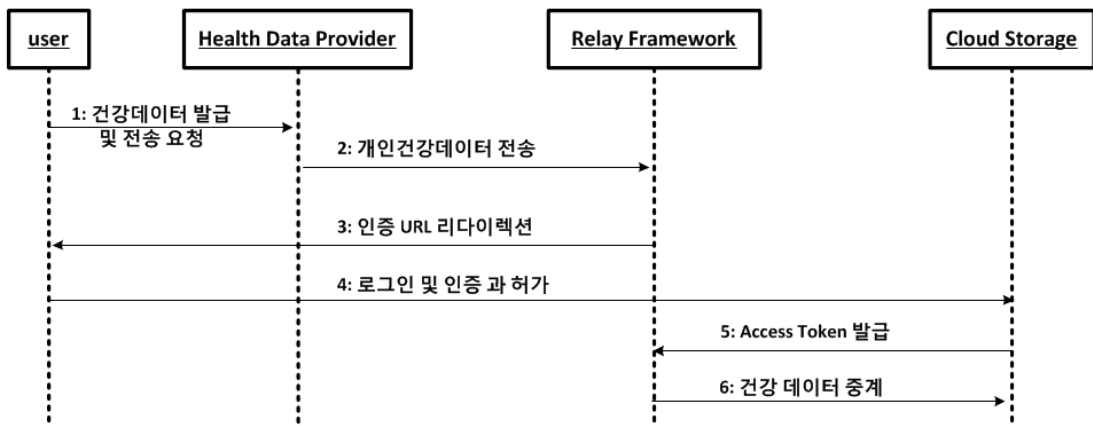 user
Health Data Provider
Relay Framework
Cloud Storage
1: 건강데이터 발급
및 전송 요청
2: 개인건강데이터 전송
3: 인증 URL 리다이렉션
4: 로그인 및 인증 과 허가
5: Access Token 발급
6: 건강 데이터 중계